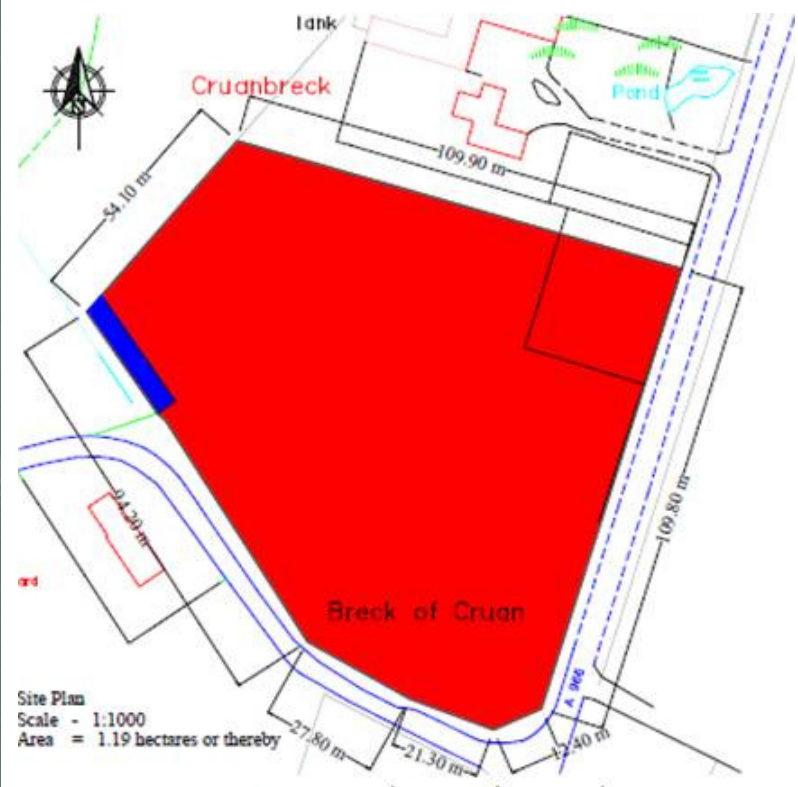 Tank
Cruanbreck
Pond
109.90 m
54.10 m
94.20 m
109.80 m
ard
Breck of Cruan
A 966
Site Plan
Scale - 1:1000
Area = 1.19 hectares or thereby
27.80 m
21.30 m
12.40 m